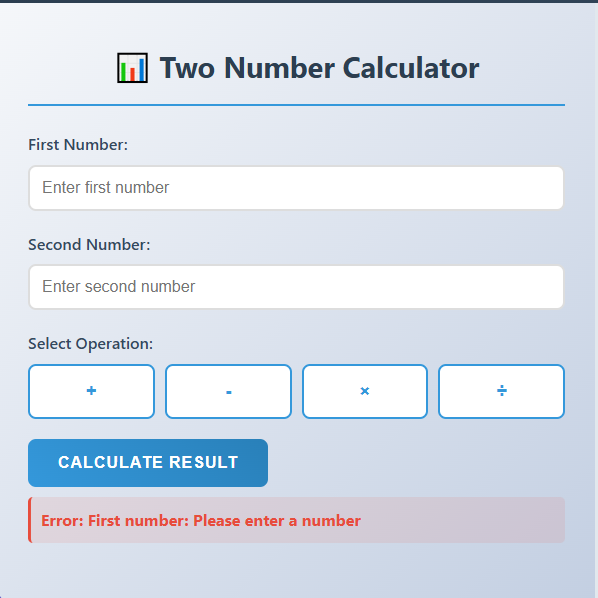 📊 Two Number Calculator
First Number:
Enter first number
Second Number:
Enter second number
Select Operation:
+ - × ÷
CALCULATE RESULT
Error: First number: Please enter a number